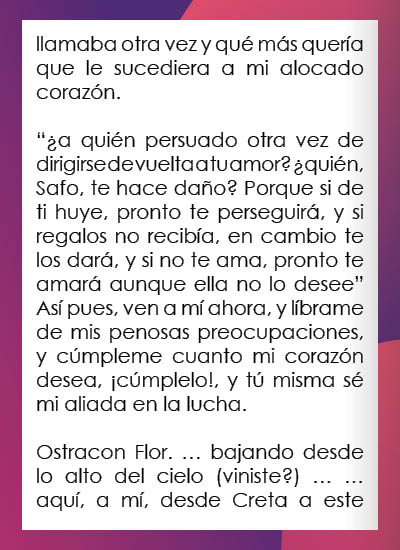 llamaba otra vez y qué más quería
que le sucediera a mi alocado
corazón.

“¿a quién persuado otra vez de
dirigirse de vuelta a tu amor? ¿quién,
Safo, te hace daño? Porque si de
ti huye, pronto te perseguirá, y si
regalos no recibía, en cambio te
los dará, y si no te ama, pronto te
amará aunque ella no lo desee”
Así pues, ven a mí ahora, y líbrame
de mis penosas preocupaciones,
y cúmpleme cuanto mi corazón
desea, ¡cúmplelo!, y tú misma sé
mi aliada en la lucha.

Ostracon Flor. … bajando desde
lo alto del cielo (viniste?) … …
aquí, a mí, desde Creta a este